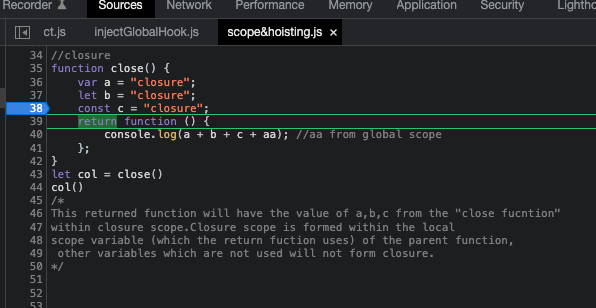 Recorder Sources Network Performance Memory Application Security Lightho
ct.js injectGlobalHook.js scope&hoisting.js ×
34 //closure
35 function close() {
36 var a = "closure";
37 let b = "closure";
38 const c = "closure";
39 return function () {
40 console.log(a + b + c + aa); //aa from global scope
41 };
42 }
43 let col = close()
44 col()
45 /*
46 This returned function will have the value of a,b,c from the "close fucntion"
47 within closure scope.Closure scope is formed within the local
48 scope variable (which the return fuction uses) of the parent function,
49 other variables which are not used will not form closure.
50 */
51
52
53